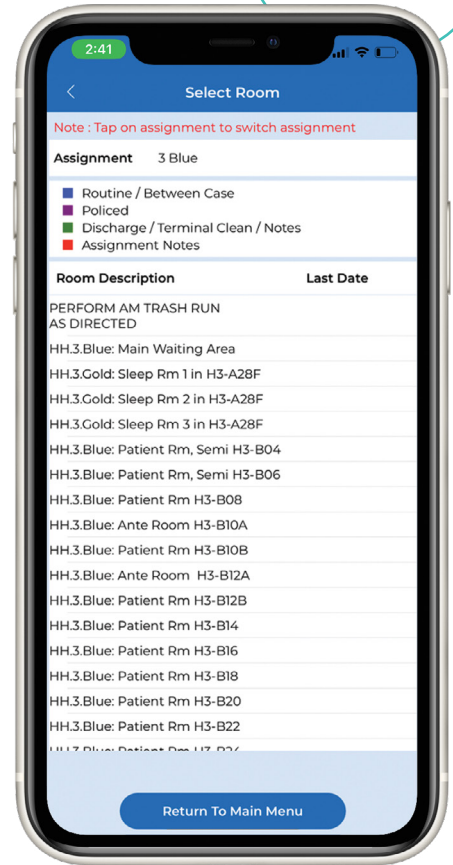 2:41
Select Room
Note : Tap on assignment to switch assignment
Assignment 3 Blue
Routine / Between Case
Policed
Discharge / Terminal Clean / Notes
Assignment Notes
Room Description Last Date
PERFORM AM TRASH RUN
AS DIRECTED
HH.3.Blue: Main Waiting Area
HH.3.Gold: Sleep Rm 1 in H3-A28F
HH.3.Gold: Sleep Rm 2 in H3-A28F
HH.3.Gold: Sleep Rm 3 in H3-A28F
HH.3.Blue: Patient Rm, Semi H3-B04
HH.3.Blue: Patient Rm, Semi H3-B06
HH.3.Blue: Patient Rm H3-B08
HH.3.Blue: Ante Room H3-B10A
HH.3.Blue: Patient Rm H3-B10B
HH.3.Blue: Ante Room H3-B12A
HH.3.Blue: Patient Rm H3-B12B
HH.3.Blue: Patient Rm H3-B14
HH.3.Blue: Patient Rm H3-B16
HH.3.Blue: Patient Rm H3-B18
HH.3.Blue: Patient Rm H3-B20
HH.3.Blue: Patient Rm H3-B22
Return To Main Menu